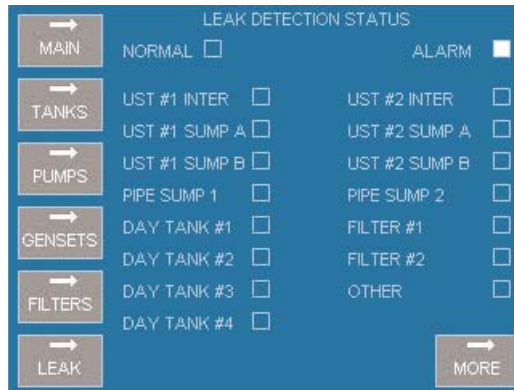 LEAK DETECTION STATUS
MAIN
NORMAL
ALARM
TANKS
UST #1 INTER
UST #2 INTER
UST #1 SUMP A
UST #2 SUMP A
PUMPS
UST #1 SUMP B
UST #2 SUMP B
PIPE SUMP 1
PIPE SUMP 2
GENSETS
DAY TANK #1
FILTER #1
DAY TANK #2
FILTER #2
FILTERS
DAY TANK #3
OTHER
DAY TANK #4
LEAK
MORE